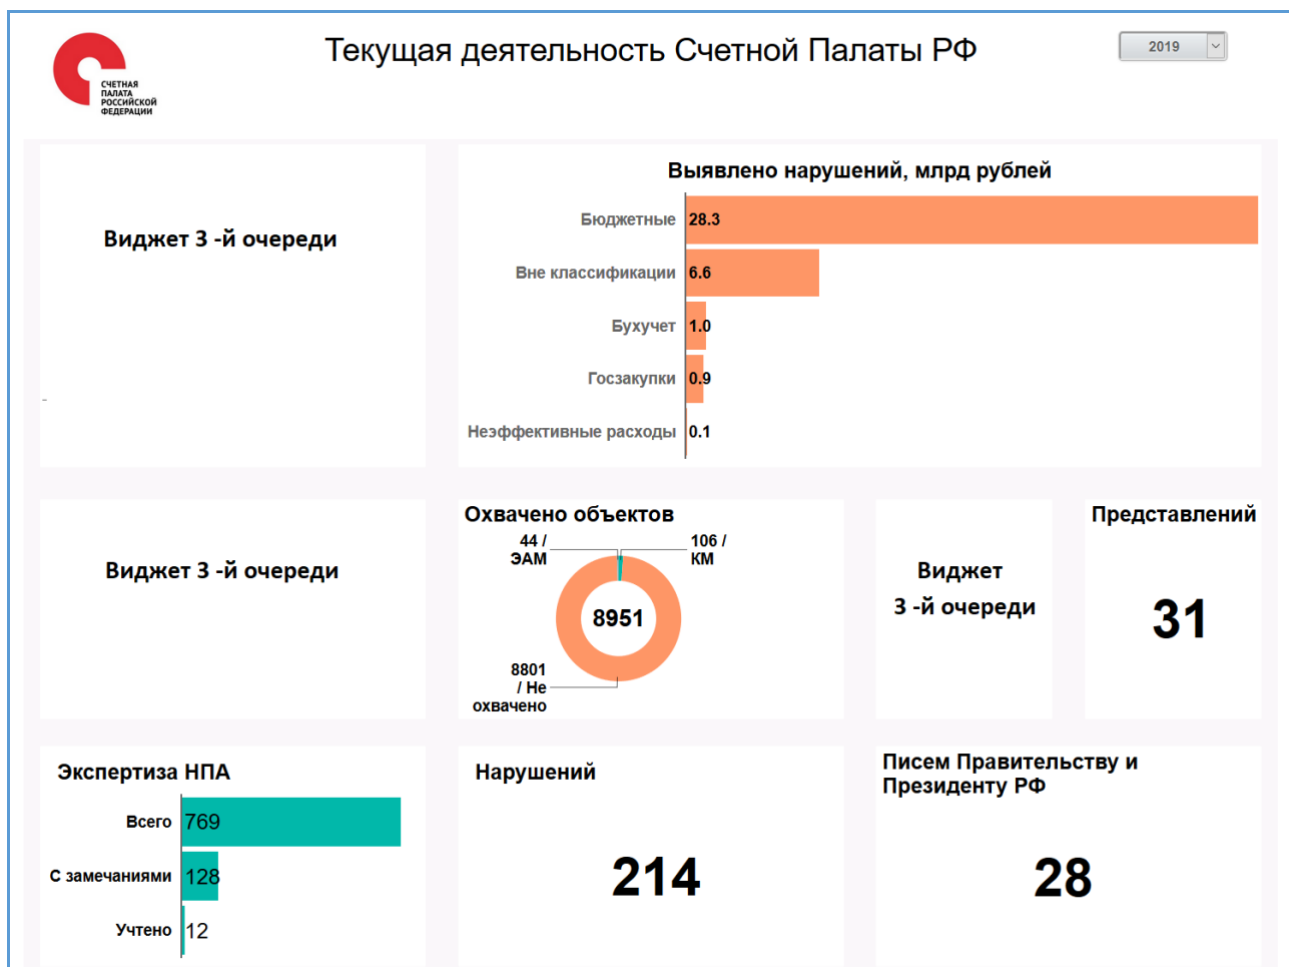 СЧЕТНАЯ
ПАЛАТА
РОССИЙСКОЙ
ФЕДЕРАЦИИ
Текущая деятельность Счетной Палаты РФ
2019
Виджет 3 -й очереди
-
Выявлено нарушений, млрд рублей
Бюджетные 28.3
Вне классификации 6.6
Бухучет 1.0
Госзакупки 0.9
Неэффективные расходы 0.1
Виджет 3 -й очереди
Охвачено объектов
44 /
ЭАМ
106 /
КМ
8951
8801
/ Не
охвачено
Виджет
3 -й очереди
Представлений
31
Экспертиза НПА
Всего 769
С замечаниями 128
Учтено 12
Нарушений
214
Писем Правительству и
Президенту РФ
28